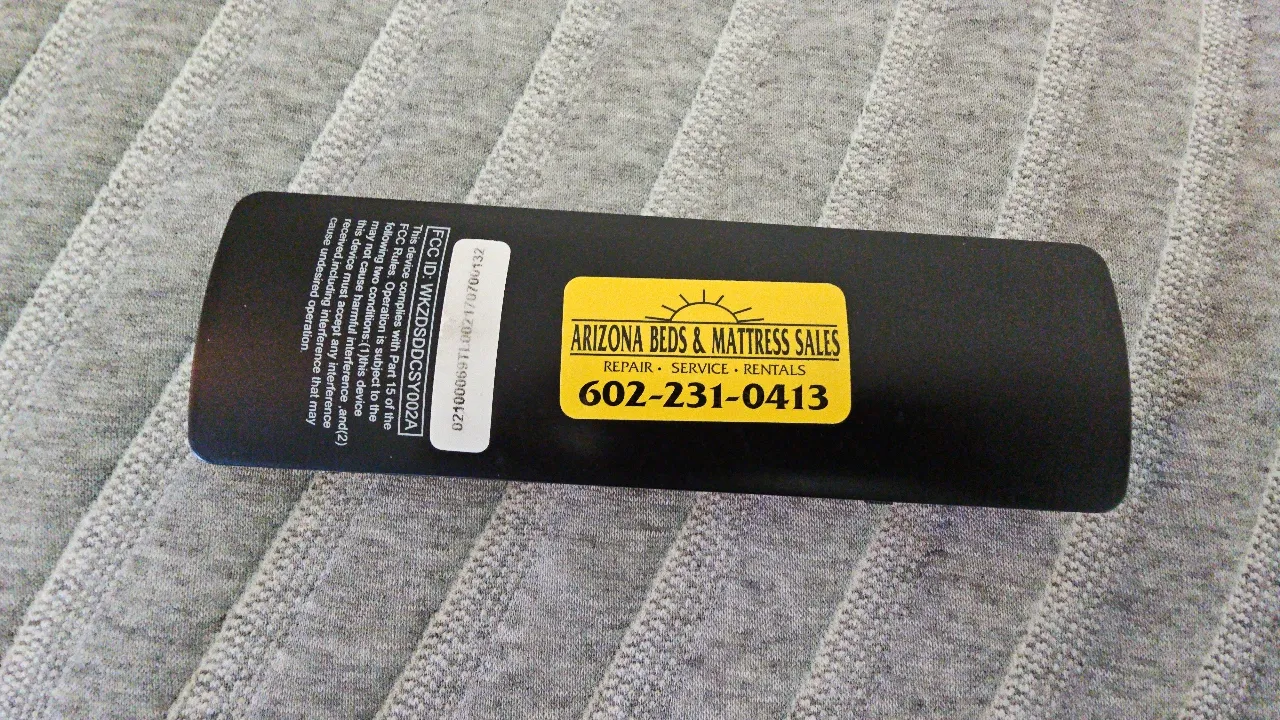 ARIZONA BEDS & MATTRESS SALES
REPAIR · SERVICE · RENTALS
602-231-0413
FCC ID: WKZDSDDCSY002A
This device complies with Part 15 of the
FCC Rules. Operation is subject to the
following two conditions:(1)this device
may not cause harmful interference ,and(2)
this device must accept any interference
received,including interference that may
cause undesired operation.